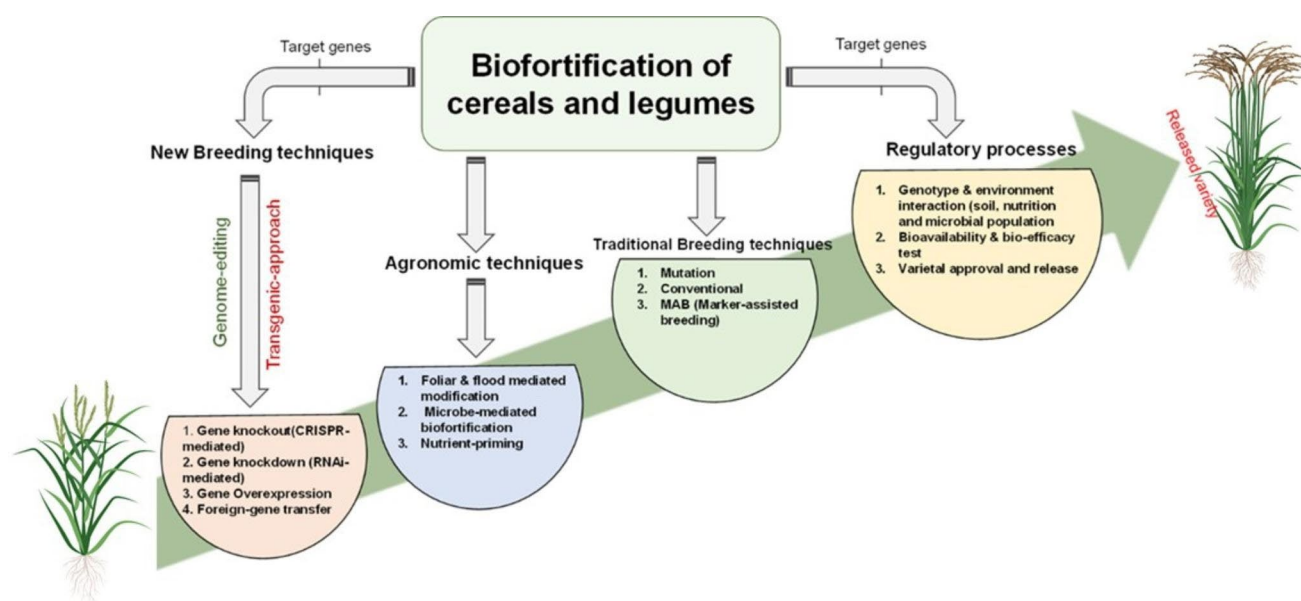 Biofortification of
cereals and legumes
Target genes
Target genes
New Breeding techniques
Genome-editing
Transgenic-approach
1. Gene knockout(CRISPR-
mediated)
2. Gene knockdown (RNAi-
mediated)
3. Gene Overexpression
4. Foreign-gene transfer
Agronomic techniques
1. Foliar & flood mediated
modification
2. Microbe-mediated
biofortification
3. Nutrient-priming
Traditional Breeding techniques
1. Mutation
2. Conventional
3. MAB (Marker-assisted
breeding)
Regulatory processes
1. Genotype & environment
interaction (soil, nutrition
and microbial population
2. Bioavailability & bio-efficacy
test
3. Varietal approval and release
Released variety